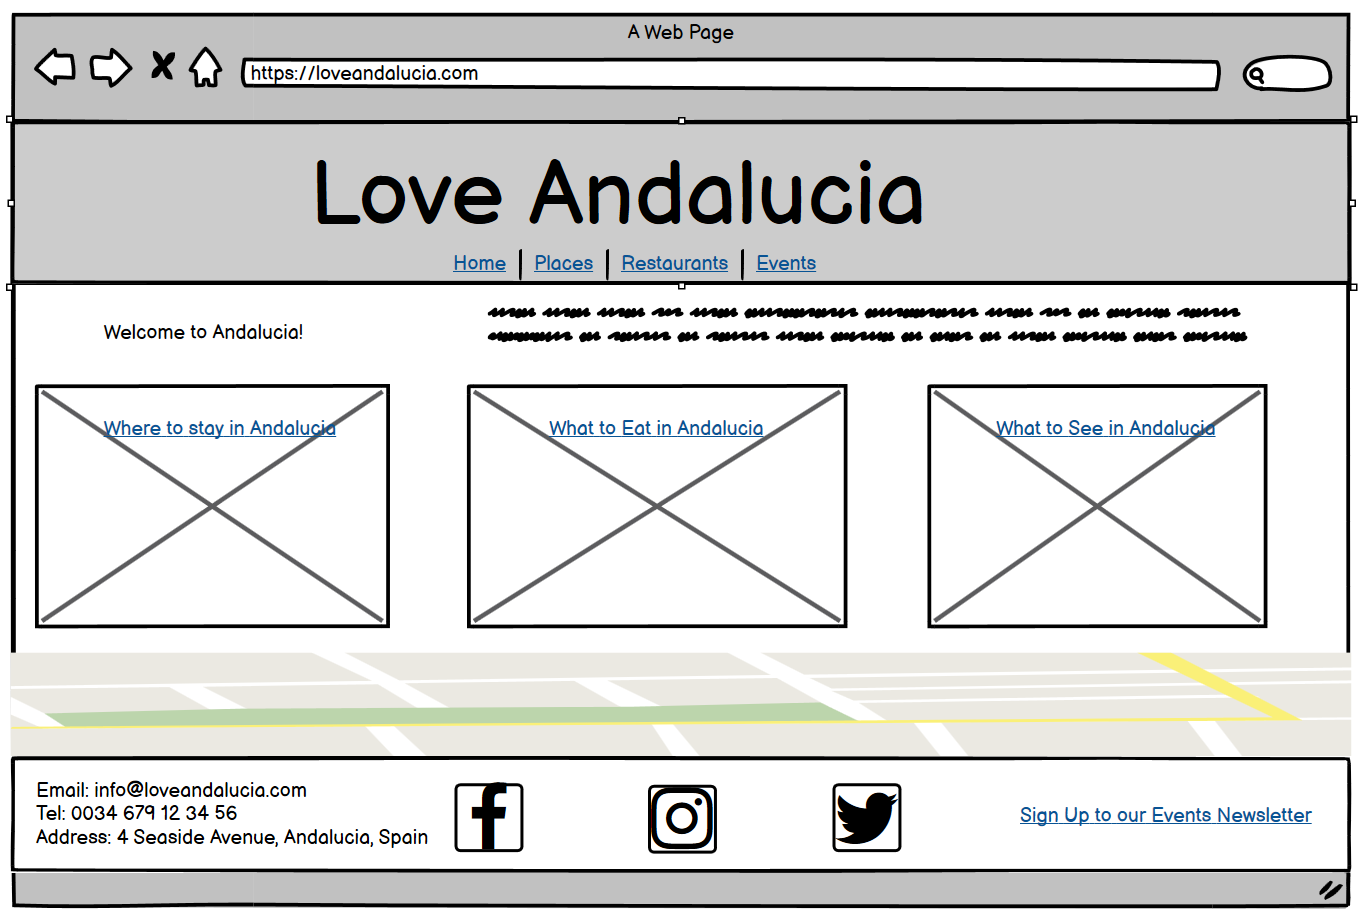 A Web Page
https://loveandalucia.com
Love Andalucia
Home | Places | Restaurants | Events
Welcome to Andalucia!
Where to stay in Andalucia
What to Eat in Andalucia
What to See in Andalucia
Email: info@loveandalucia.com
Tel: 0034 679 12 34 56
Address: 4 Seaside Avenue, Andalucia, Spain
Sign Up to our Events Newsletter